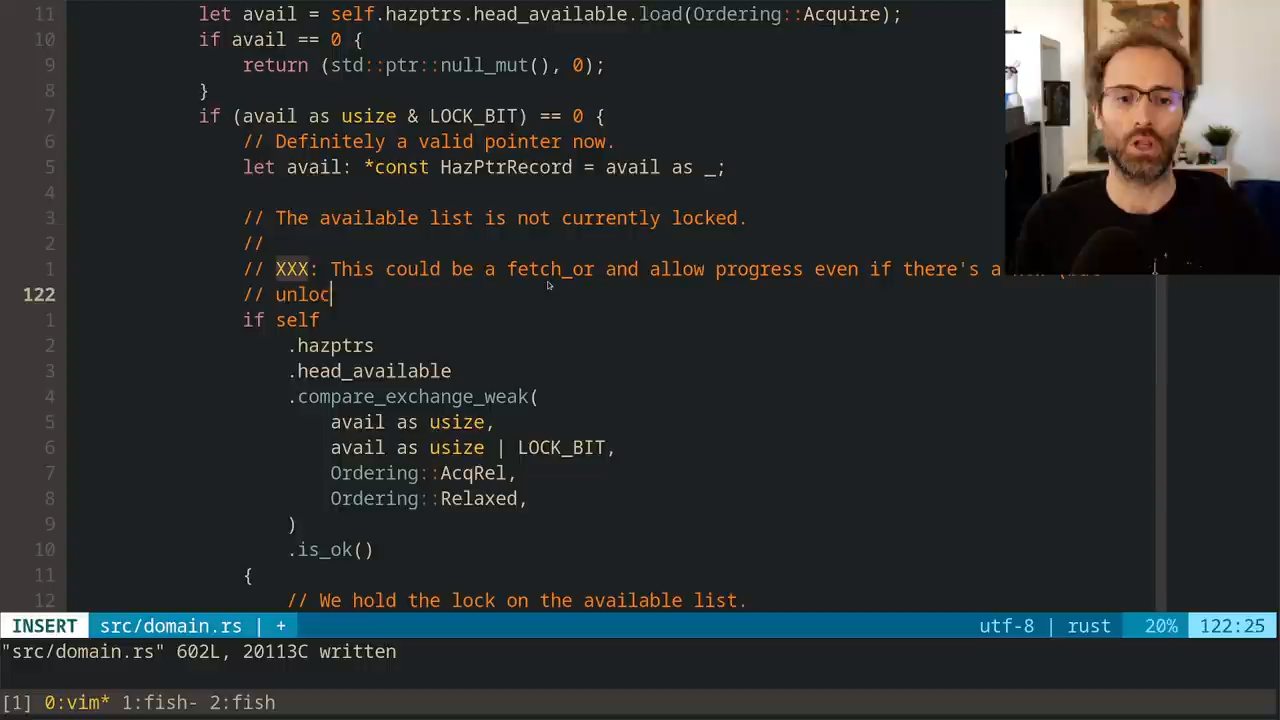 11 let avail = self.hazptrs.head_available.load(Ordering::Acquire);
10 if avail == 0 {
9 return (std::ptr::null_mut(), 0);
8 }
7 if (avail as usize & LOCK_BIT) == 0 {
6 // Definitely a valid pointer now.
5 let avail: *const HazPtrRecord = avail as _;
4
3 // The available list is not currently locked.
2 //
1 // XXX: This could be a fetch_or and allow progress even if there's a
122 // unloc
1 if self
2 .hazptrs
3 .head_available
4 .compare_exchange_weak(
5 avail as usize,
6 avail as usize | LOCK_BIT,
7 Ordering::AcqRel,
8 Ordering::Relaxed,
9 )
10 .is_ok()
11 {
12 // We hold the lock on the available list.
INSERT src/domain.rs | + utf-8 | rust 20% 122:25
"src/domain.rs" 602L, 20113C written
[1] 0:vim* 1:fish- 2:fish